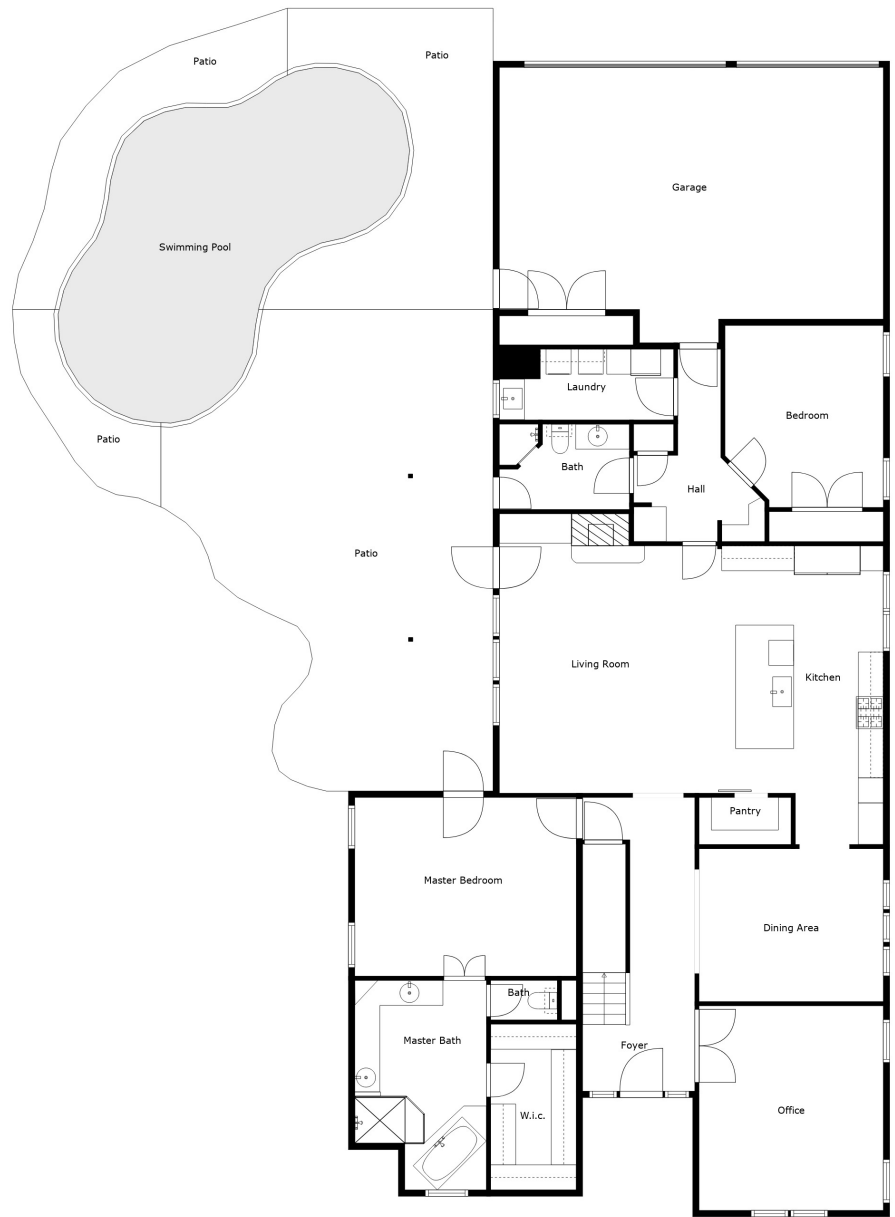 Patio
Patio
Garage
Swimming Pool
Laundry
Bedroom
Patio
Bath
Hall
Patio
Living Room
Kitchen
Pantry
Master Bedroom
Dining Area
Bath
Master Bath
Foyer
W.i.c.
Office